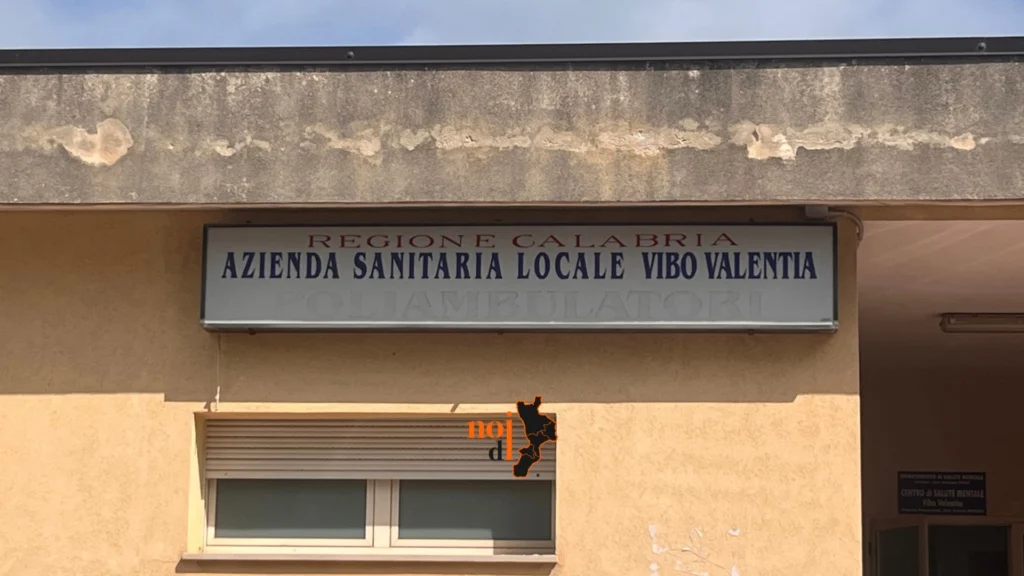 REGIONE CALABRIA
AZIENDA SANITARIA LOCALE VIBO VALENTIA
POLIAMBULATORI
noi
di
CENTRO di SALUTE MENTALE
Vibo Valentia